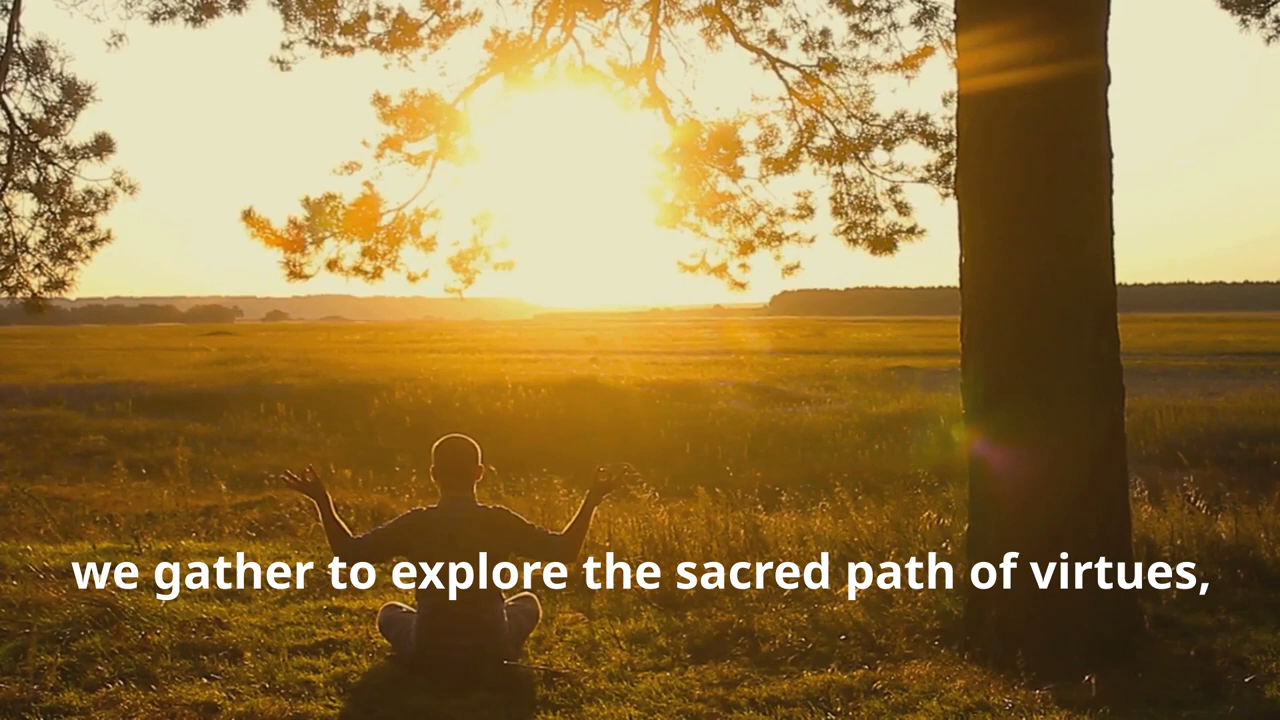 we gather to explore the sacred path of virtues,